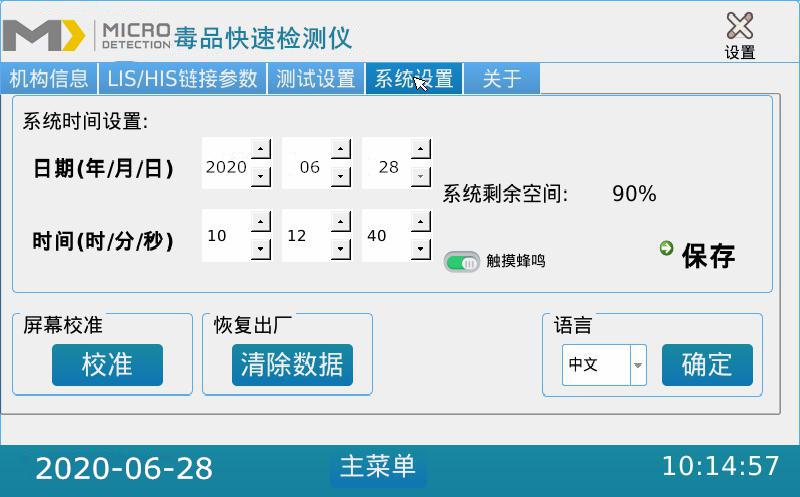 MICRO
DETECTION
毒品快速检测仪
设置
机构信息 LIS/HIS链接参数 测试设置 系统设置 关于
系统时间设置:
日期(年/月/日) 2020 06 28
系统剩余空间: 90%
时间(时/分/秒) 10 12 40
触摸蜂鸣
保存
屏幕校准 恢复出厂 语言
校准 清除数据 中文 确定
2020-06-28 主菜单 10:14:57